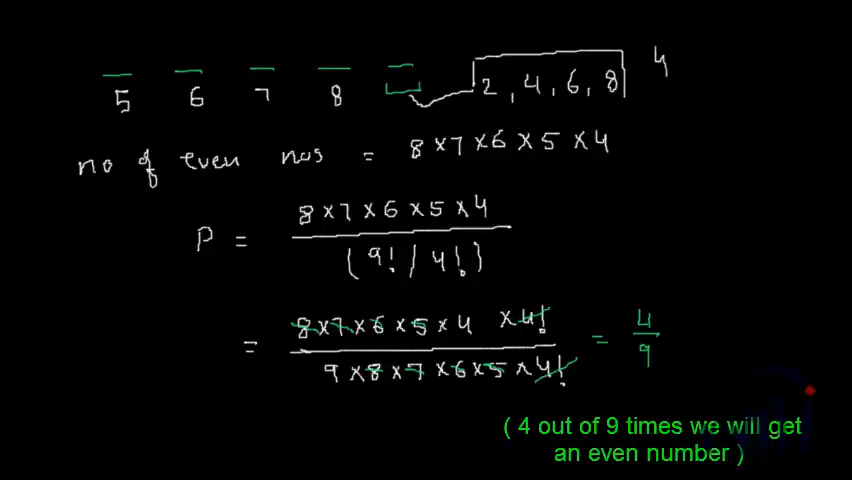 5 6 7 8 2, 4, 6, 8 4
no of even nos = 8 × 7 × 6 × 5 × 4
P = 8 × 7 × 6 × 5 × 4
(9! / 4!)
= 8 × 7 × 6 × 5 × 4 × 4! = 4
9 × 8 × 7 × 6 × 5 × 4! 9
( 4 out of 9 times we will get
an even number )